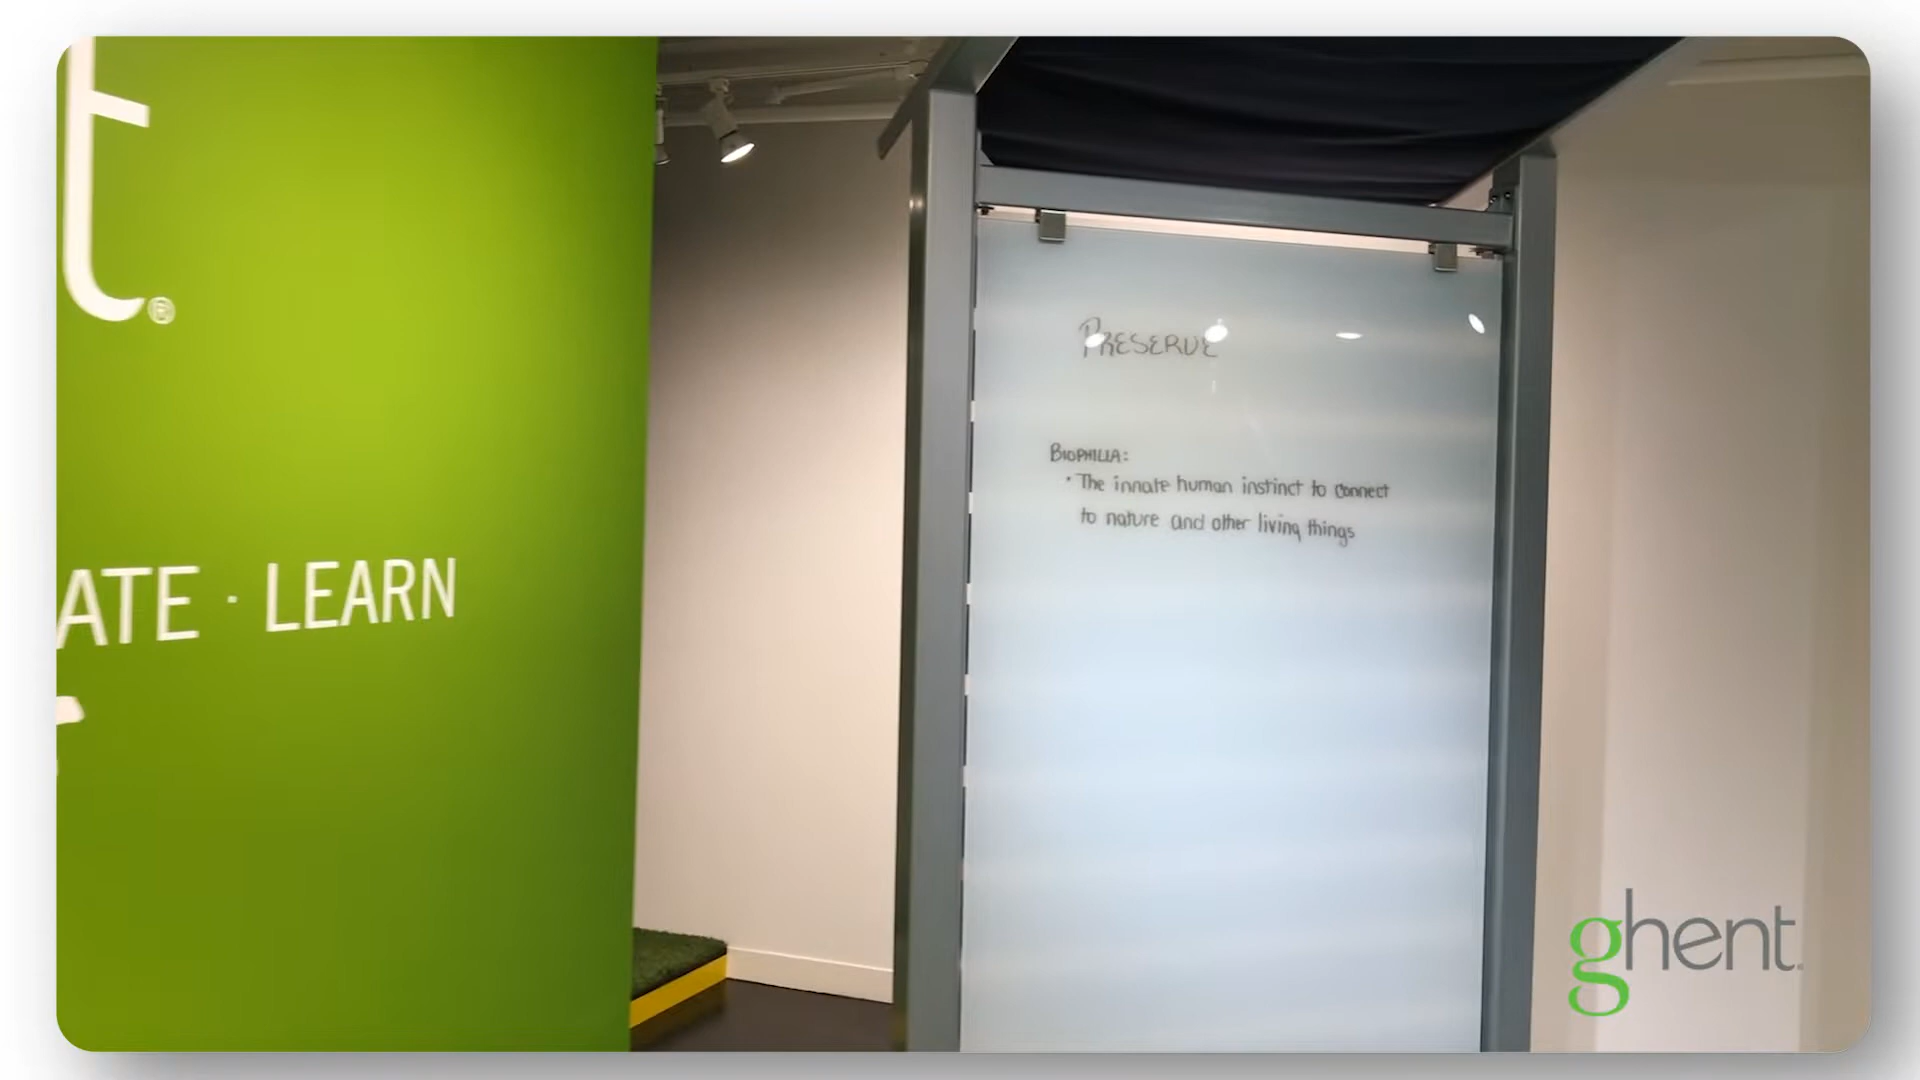 t®
ATE · LEARN
PRESERVE
BIOPHILIA:
· The innate human instinct to connect
to nature and other living things
ghent.